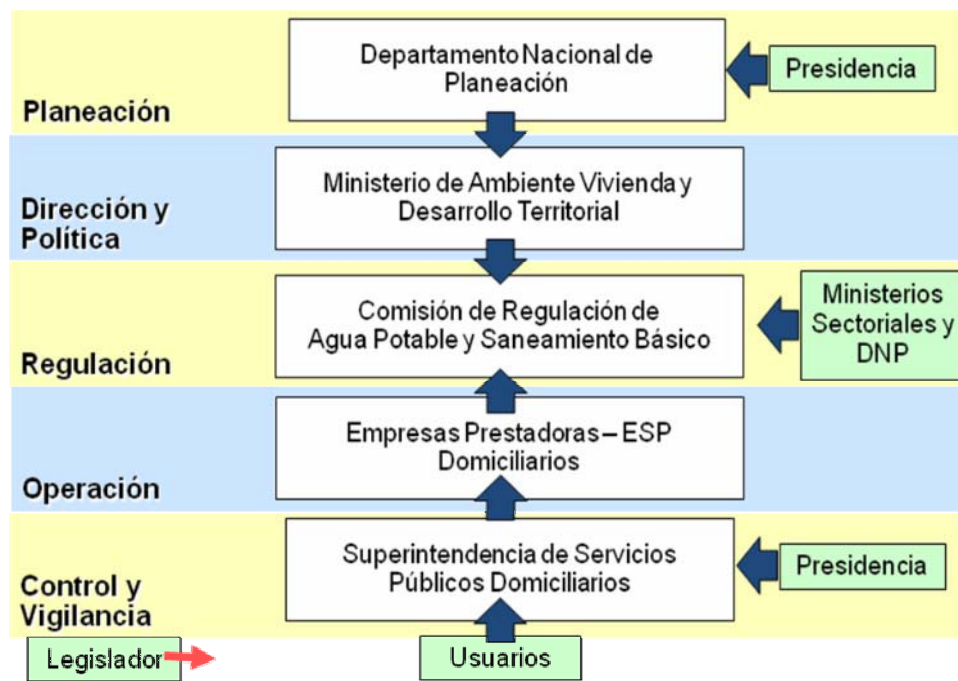 Departamento Nacional de
Planeación
Presidencia
Planeación
Ministerio de Ambiente Vivienda y
Desarrollo Territorial
Dirección y
Política
Comisión de Regulación de
Agua Potable y Saneamiento Básico
Ministerios
Sectoriales y
DNP
Regulación
Empresas Prestadoras – ESP
Domiciliarios
Operación
Superintendencia de Servicios
Públicos Domiciliarios
Presidencia
Control y
Vigilancia
Legislador
Usuarios